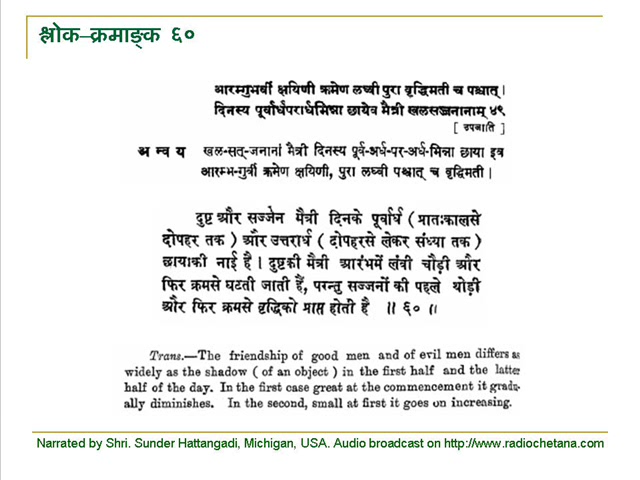 श्लोक–क्रमाङ्क ६०
आरम्भगुर्वी क्षयिणी क्रमेण लघ्वी पुरा वृद्धिमती च पश्चात् ।
दिनस्य पूर्वार्धपरार्धभिन्ना छायेव मैत्री खलसज्जनानाम् ४९
[ उपजाति ]
अन्वय खल-सत्-जनानां मैत्री दिनस्य पूर्व-अर्ध-पर-अर्ध-भिन्ना छाया इव
आरम्भ-गुर्वी क्रमेण क्षयिणी, पुरा लघ्वी पश्चात् च वृद्धिमती ।
दुष्ट और सज्जेन मैत्री दिनके पूर्वार्ध ( प्रातःकालसे
दोपहर तक ) और उत्तरार्ध ( दोपहरसे लेकर संध्या तक )
छायाकी नाई है । दुष्टकी मैत्री आरंभमें लंबी चौड़ी और
फिर क्रमसे घटती जाती हैं, परन्तु सज्जनों की पहले थोड़ी
और फिर क्रमसे वृद्धिको प्राप्त होती है ॥ ६० ॥
Trans.—The friendship of good men and of evil men differs as
widely as the shadow ( of an object ) in the first half and the latter
half of the day. In the first case great at the commencement it gradu-
ally diminishes. In the second, small at first it goes on increasing.
Narrated by Shri. Sunder Hattangadi, Michigan, USA. Audio broadcast on http://www.radiochetana.com